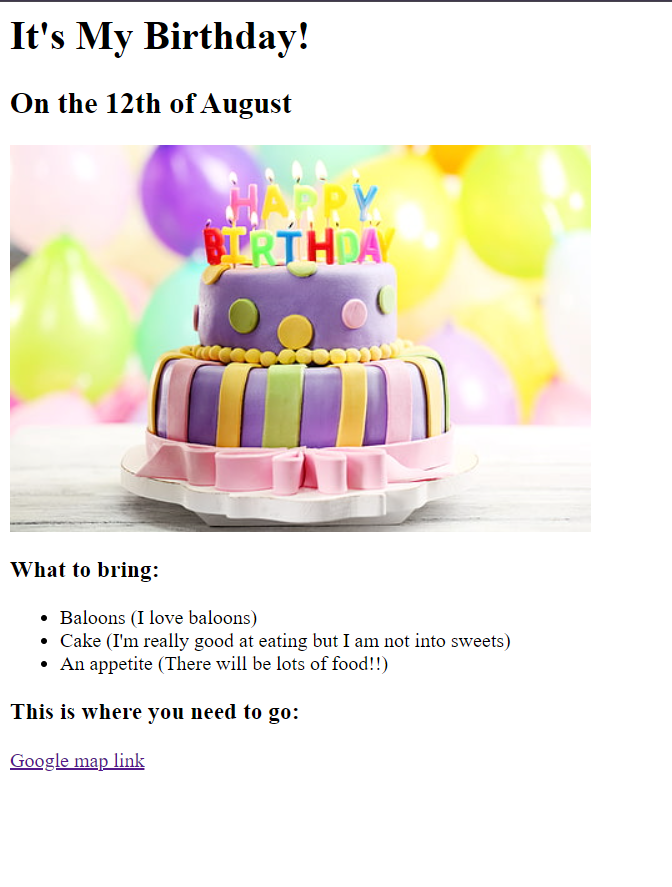 It's My Birthday!
On the 12th of August
HAPPY
BIRTHDAY
What to bring:
Baloons (I love baloons)
Cake (I'm really good at eating but I am not into sweets)
An appetite (There will be lots of food!!)
This is where you need to go:
Google map link